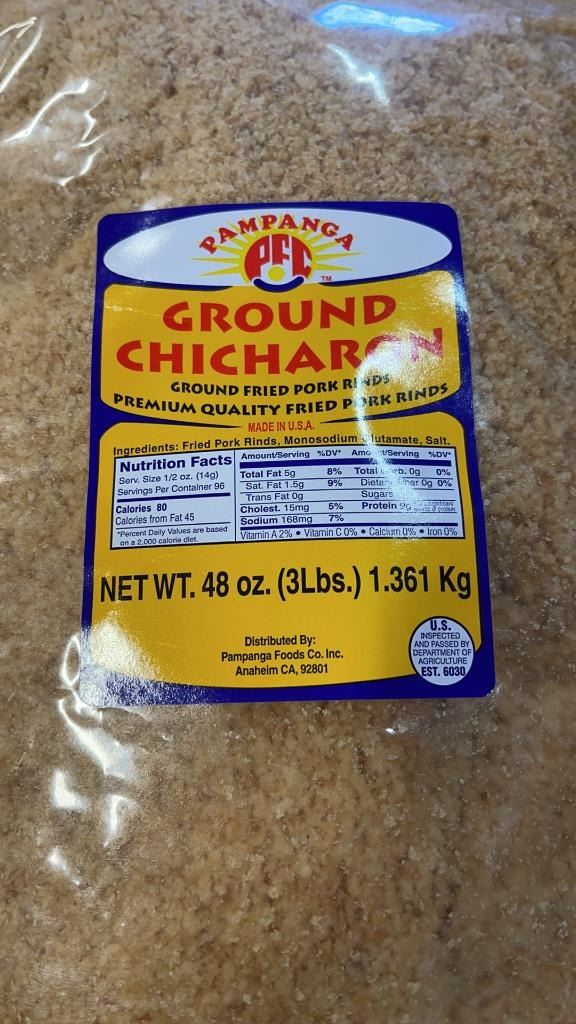 PAMPANGA
PFC
TM
GROUND
CHICHARON
GROUND FRIED PORK RINDS
PREMIUM QUALITY FRIED PORK RINDS
MADE IN U.S.A.
Ingredients: Fried Pork Rinds, Monosodium Glutamate, Salt.
Nutrition Facts
Serv. Size 1/2 oz. (14g)
Servings Per Container 96
Calories 80
Calories from Fat 45
*Percent Daily Values are based
on a 2,000 calorie diet.
Amount/Serving %DV* Amount/Serving %DV*
Total Fat 5g 8% Total Carb. 0g 0%
Sat. Fat 1.5g 9% Dietary Fiber 0g 0%
Trans Fat 0g Sugars
Cholest. 15mg 5% Protein
Sodium 168mg 7%
Vitamin A 2% • Vitamin C 0% • Calcium 0% • Iron 0%
NET WT. 48 oz. (3Lbs.) 1.361 Kg
Distributed By:
Pampanga Foods Co. Inc.
Anaheim CA, 92801
U.S.
INSPECTED
AND PASSED BY
DEPARTMENT OF
AGRICULTURE
EST. 6030